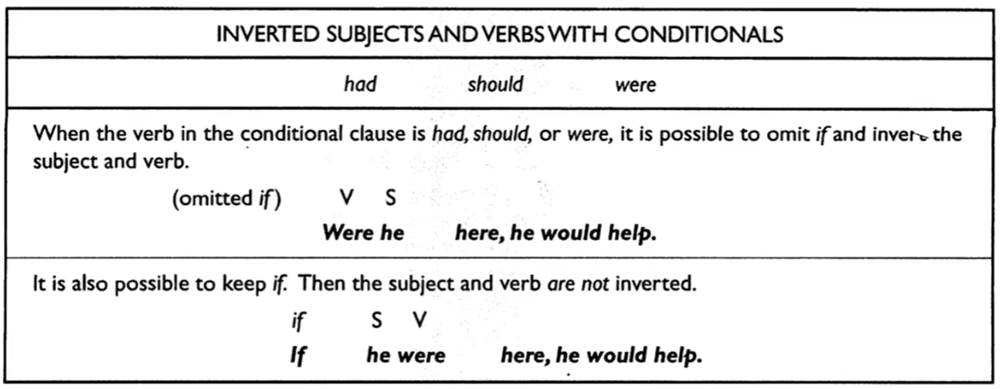 INVERTED SUBJECTS AND VERBS WITH CONDITIONALS
had should were
When the verb in the conditional clause is had, should, or were, it is possible to omit if and invert the
subject and verb.
(omitted if) V S
Were he here, he would help.
It is also possible to keep if. Then the subject and verb are not inverted.
if S V
If he were here, he would help.